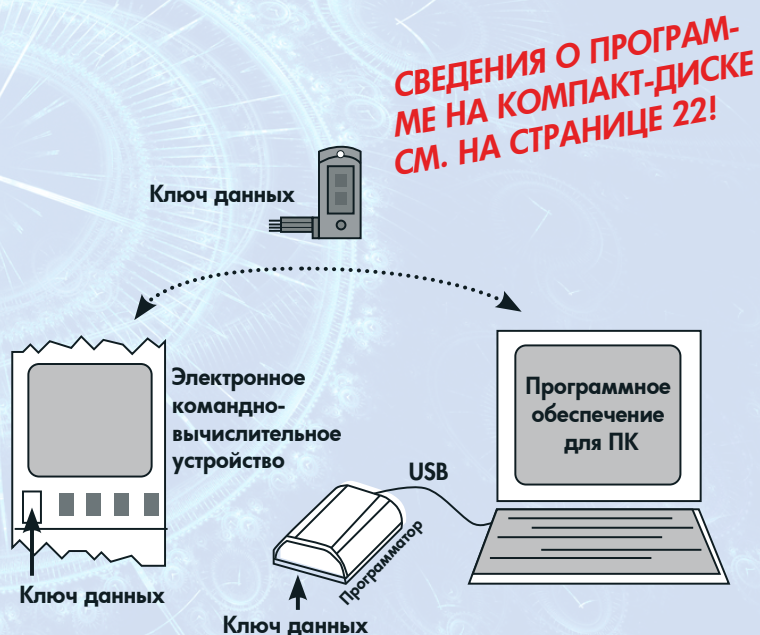 СВЕДЕНИЯ О ПРОГРАМ-
МЕ НА КОМПАКТ-ДИСКЕ
СМ. НА СТРАНИЦЕ 22!
Ключ данных
Электронное
командно-
вычислительное
устройство
Программное
обеспечение
для ПК
USB
Программатор
Ключ данных
Ключ данных